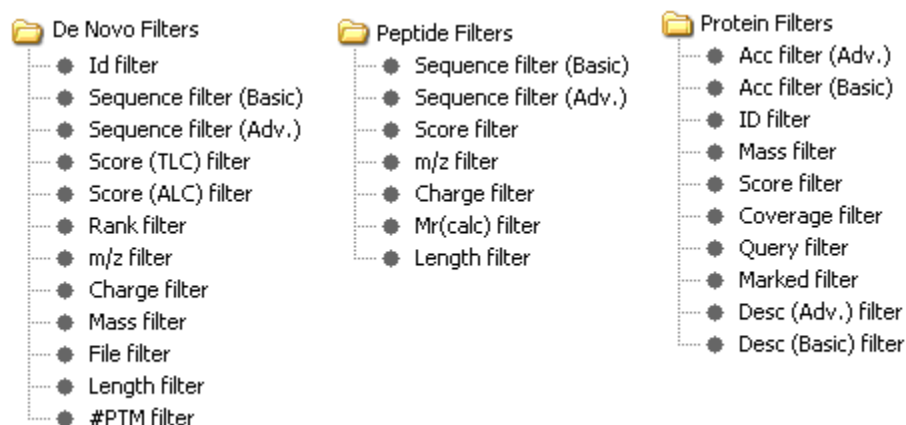 De Novo Filters
Id filter
Sequence filter (Basic)
Sequence filter (Adv.)
Score (TLC) filter
Score (ALC) filter
Rank filter
m/z filter
Charge filter
Mass filter
File filter
Length filter
#PTM filter
Peptide Filters
Sequence filter (Basic)
Sequence filter (Adv.)
Score filter
m/z filter
Charge filter
Mr(calc) filter
Length filter
Protein Filters
Acc filter (Adv.)
Acc filter (Basic)
ID filter
Mass filter
Score filter
Coverage filter
Query filter
Marked filter
Desc (Adv.) filter
Desc (Basic) filter